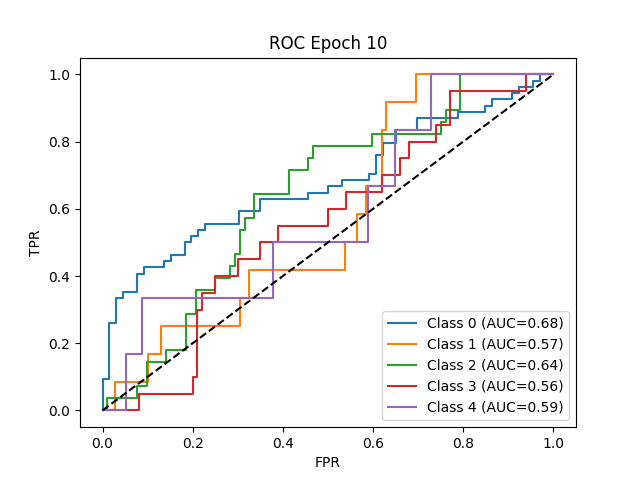 ROC Epoch 10
TPR
1.0
0.8
0.6
0.4
0.2
0.0
Class 0 (AUC=0.68)
Class 1 (AUC=0.57)
Class 2 (AUC=0.64)
Class 3 (AUC=0.56)
Class 4 (AUC=0.59)
0.0 0.2 0.4 0.6 0.8 1.0
FPR